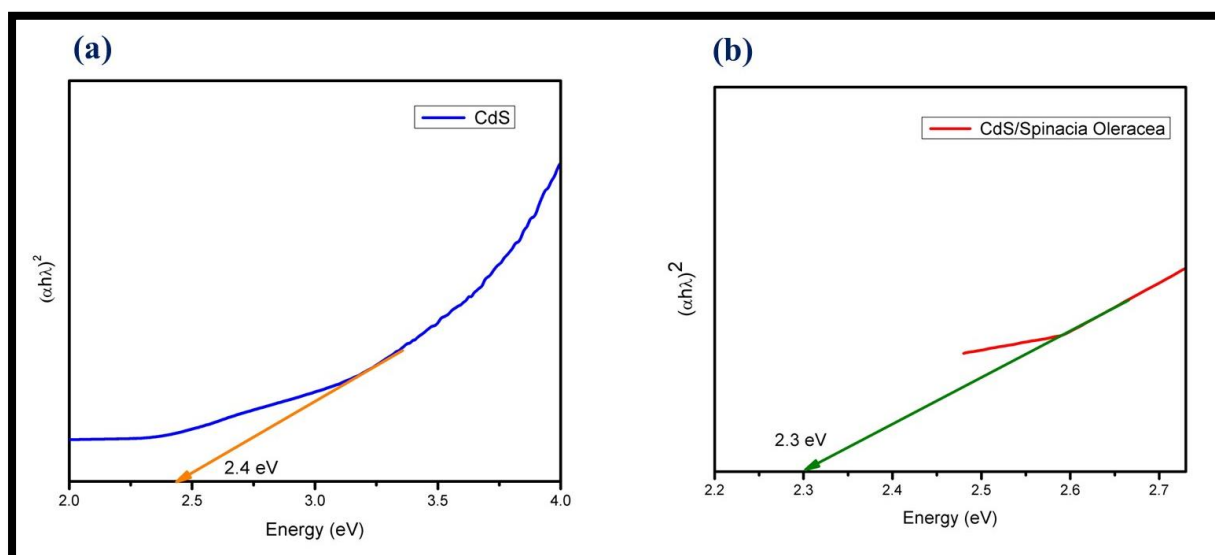 (a)
CdS
(αhλ)²
2.4 eV
2.0 2.5 3.0 3.5 4.0
Energy (eV)
(b)
CdS/Spinacia Oleracea
(αhλ)²
2.3 eV
2.2 2.3 2.4 2.5 2.6 2.7
Energy (eV)